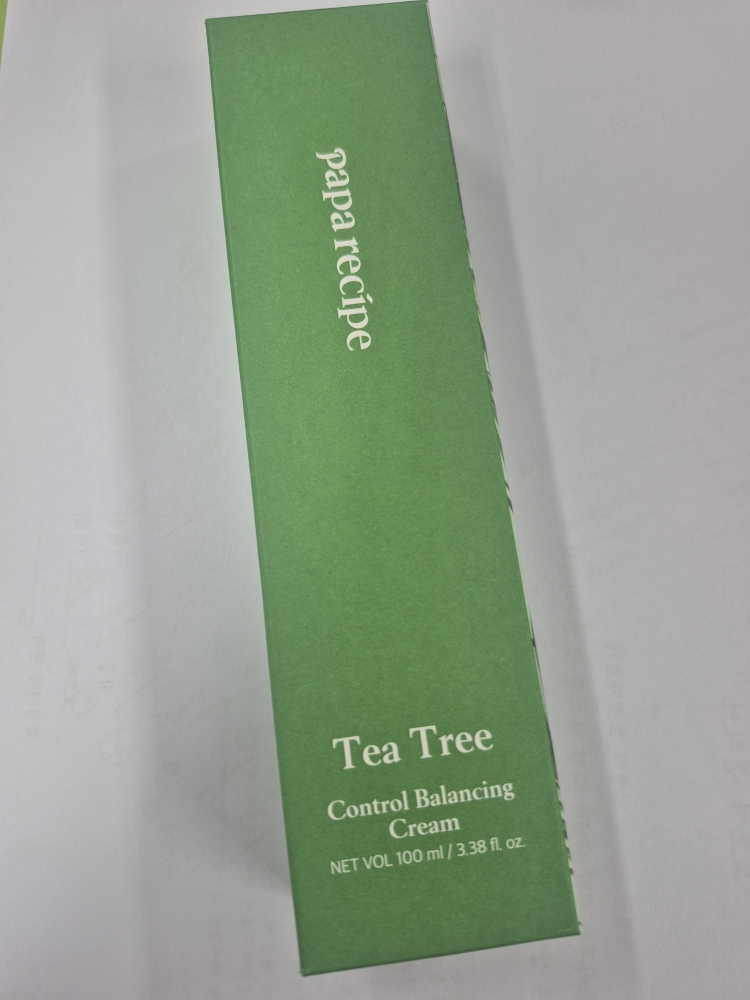 papa recipe
Tea Tree
Control Balancing
Cream
NET VOL 100 ml / 3.38 fl. oz.